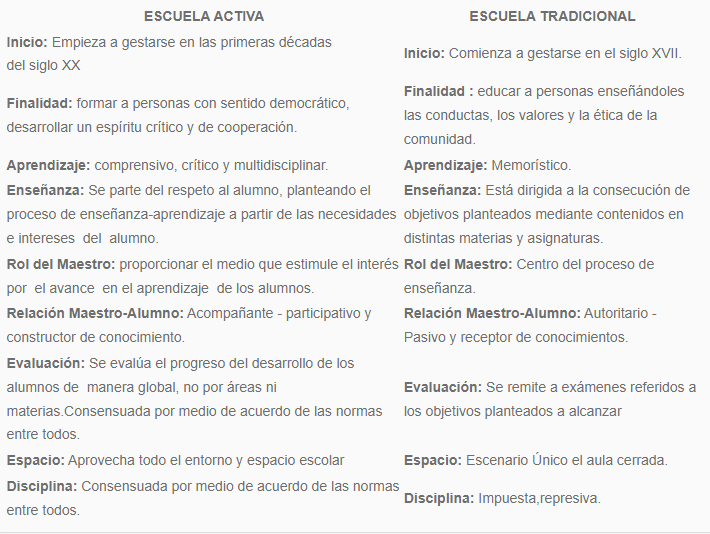 ESCUELA ACTIVA
Inicio: Empieza a gestarse en las primeras décadas
del siglo XX
Finalidad: formar a personas con sentido democrático,
desarrollar un espíritu crítico y de cooperación.
Aprendizaje: comprensivo, crítico y multidisciplinar.
Enseñanza: Se parte del respeto al alumno, planteando el
proceso de enseñanza-aprendizaje a partir de las necesidades
e intereses del alumno.
Rol del Maestro: proporcionar el medio que estimule el interés
por el avance en el aprendizaje de los alumnos.
Relación Maestro-Alumno: Acompañante - participativo y
constructor de conocimiento.
Evaluación: Se evalúa el progreso del desarrollo de los
alumnos de manera global, no por áreas ni
materias.Consensuada por medio de acuerdo de las normas
entre todos.
Espacio: Aprovecha todo el entorno y espacio escolar
Disciplina: Consensuada por medio de acuerdo de las normas
entre todos.
ESCUELA TRADICIONAL
Inicio: Comienza a gestarse en el siglo XVII.
Finalidad : educar a personas enseñándoles
las conductas, los valores y la ética de la
comunidad.
Aprendizaje: Memorístico.
Enseñanza: Está dirigida a la consecución de
objetivos planteados mediante contenidos en
distintas materias y asignaturas.
Rol del Maestro: Centro del proceso de
enseñanza.
Relación Maestro-Alumno: Autoritario -
Pasivo y receptor de conocimientos.
Evaluación: Se remite a exámenes referidos a
los objetivos planteados a alcanzar
Espacio: Escenario Único el aula cerrada.
Disciplina: Impuesta,represiva.